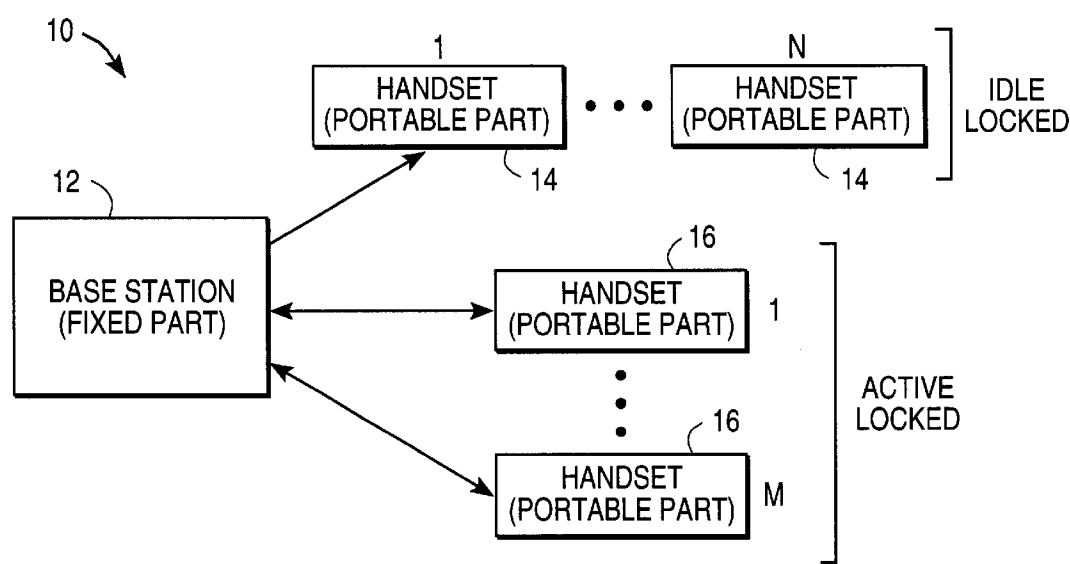 10
1
N
HANDSET
(PORTABLE PART)
HANDSET
(PORTABLE PART)
IDLE
LOCKED
14
14
12
BASE STATION
(FIXED PART)
16
HANDSET
(PORTABLE PART)
1
16
HANDSET
(PORTABLE PART)
M
ACTIVE
LOCKED